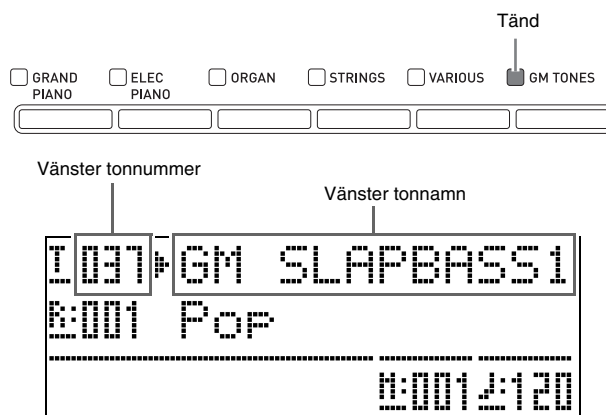 Tänd
GRAND PIANO
ELEC PIANO
ORGAN
STRINGS
VARIOUS
GM TONES
Vänster tonnummer
Vänster tonnamn
T:037 GM SLAPBASS1
R:001 Pop
M:001 ♩:120